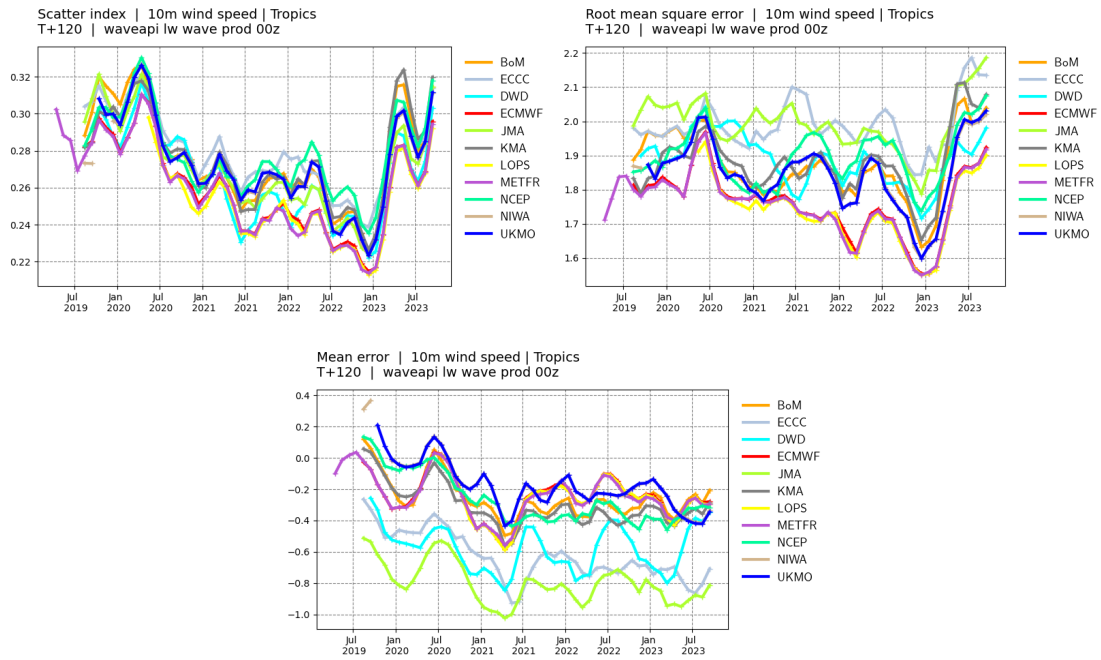 Scatter index | 10m wind speed | Tropics
T+120 | waveapi lw wave prod 00z
0.32
0.30
0.28
0.26
0.24
0.22
Jul
2019
Jan
2020
Jul
2020
Jan
2021
Jul
2021
Jan
2022
Jul
2022
Jan
2023
Jul
2023
BoM
ECCC
DWD
ECMWF
JMA
KMA
LOPS
METFR
NCEP
NIWA
UKMO
Root mean square error | 10m wind speed | Tropics
T+120 | waveapi lw wave prod 00z
2.2
2.1
2.0
1.9
1.8
1.7
1.6
Jul
2019
Jan
2020
Jul
2020
Jan
2021
Jul
2021
Jan
2022
Jul
2022
Jan
2023
Jul
2023
BoM
ECCC
DWD
ECMWF
JMA
KMA
LOPS
METFR
NCEP
NIWA
UKMO
Mean error | 10m wind speed | Tropics
T+120 | waveapi lw wave prod 00z
0.4
0.2
0.0
−0.2
−0.4
−0.6
−0.8
−1.0
Jul
2019
Jan
2020
Jul
2020
Jan
2021
Jul
2021
Jan
2022
Jul
2022
Jan
2023
Jul
2023
BoM
ECCC
DWD
ECMWF
JMA
KMA
LOPS
METFR
NCEP
NIWA
UKMO